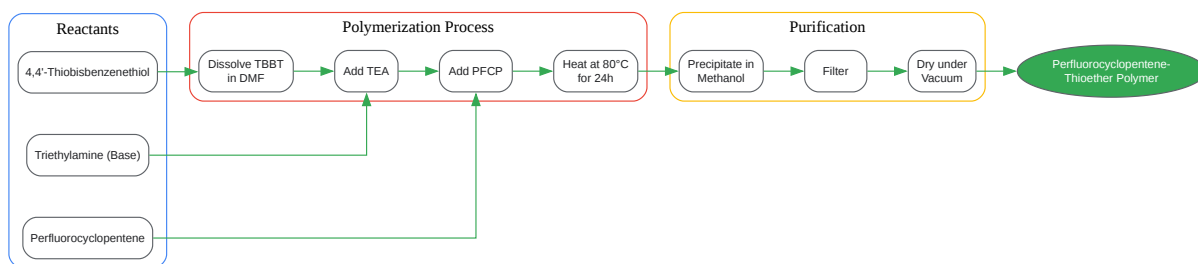 Reactants
4,4'-Thiobisbenzenethiol
Triethylamine (Base)
Perfluorocyclopentene
Polymerization Process
Dissolve TBBT
in DMF
Add TEA
Add PFCP
Heat at 80°C
for 24h
Purification
Precipitate in
Methanol
Filter
Dry under
Vacuum
Perfluorocyclopentene-
Thioether Polymer